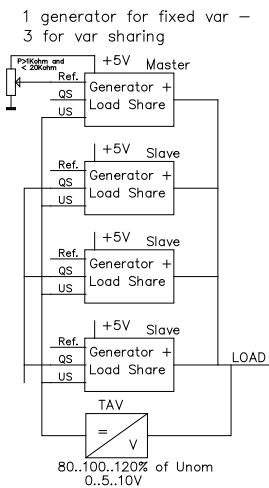 1 generator for fixed var –
3 for var sharing
P>1Kohm and
< 20Kohm
+5V
Master
Ref.
QS
US
Generator +
Load Share
+5V
Slave
Ref.
QS
US
Generator +
Load Share
+5V
Slave
Ref.
QS
US
Generator +
Load Share
+5V
Slave
Ref.
QS
US
Generator +
Load Share
LOAD
TAV
=
V
80..100..120% of Unom
0..5..10V